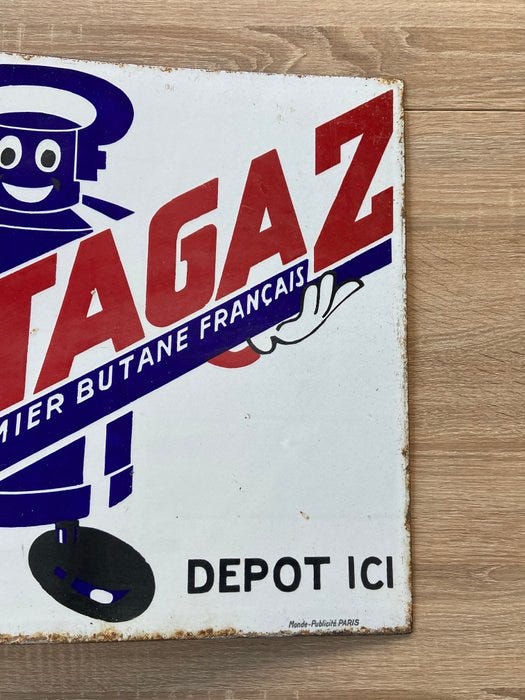 TAGAZ
MIER BUTANE FRANÇAIS
DEPOT ICI
Monde-Publicité PARIS